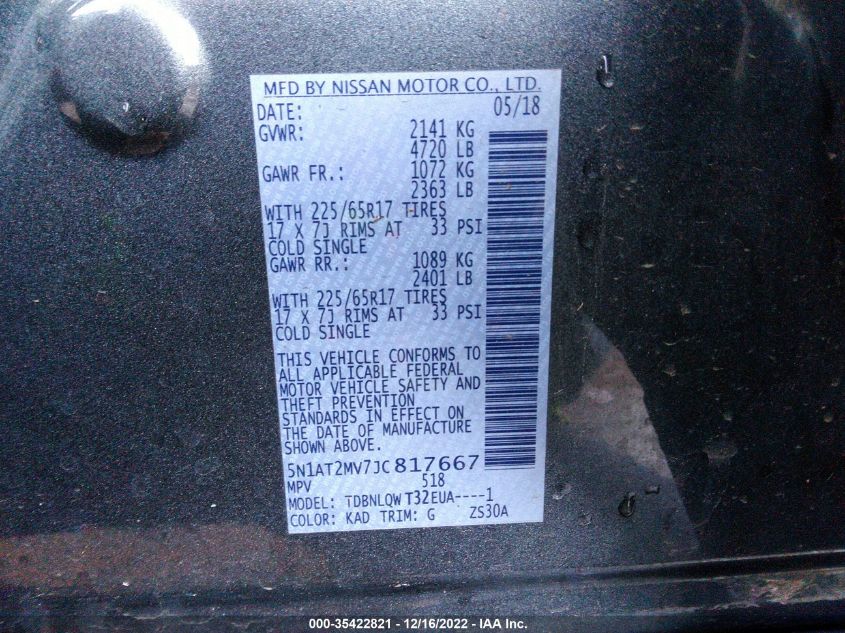 MFD BY NISSAN MOTOR CO., LTD.
DATE: 05/18
GVWR: 2141 KG
4720 LB
GAWR FR.: 1072 KG
2363 LB
WITH 225/65R17 TIRES
17 X 7J RIMS AT 33 PSI
COLD SINGLE
GAWR RR.: 1089 KG
2401 LB
WITH 225/65R17 TIRES
17 X 7J RIMS AT 33 PSI
COLD SINGLE
THIS VEHICLE CONFORMS TO
ALL APPLICABLE FEDERAL
MOTOR VEHICLE SAFETY AND
THEFT PREVENTION
STANDARDS IN EFFECT ON
THE DATE OF MANUFACTURE
SHOWN ABOVE.
5N1AT2MV7JC817667
MPV 518
MODEL: TDBNLQW T32EUA----1
COLOR: KAD TRIM: G ZS30A
000-35422821 - 12/16/2022 - IAA Inc.